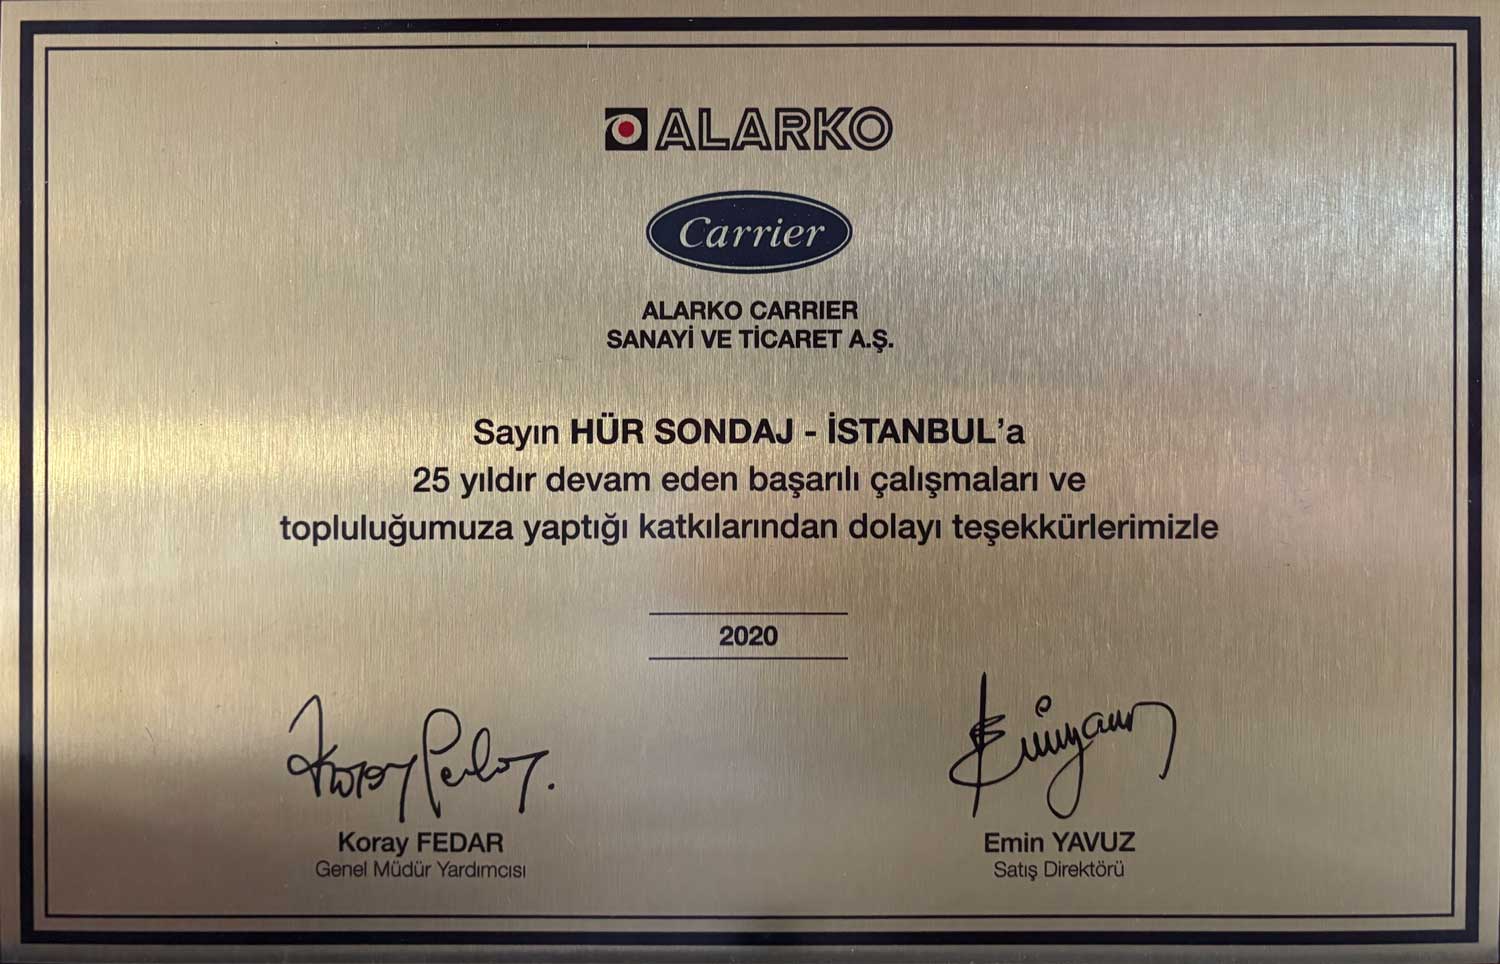 ALARKO
Carrier
ALARKO CARRIER
SANAYİ VE TİCARET A.Ş.
Sayın HÜR SONDAJ - İSTANBUL'a
25 yıldır devam eden başarılı çalışmaları ve
topluluğumuza yaptığı katkılarından dolayı teşekkürlerimizle
2020
Koray FEDAR
Genel Müdür Yardımcısı
Emin YAVUZ
Satış Direktörü